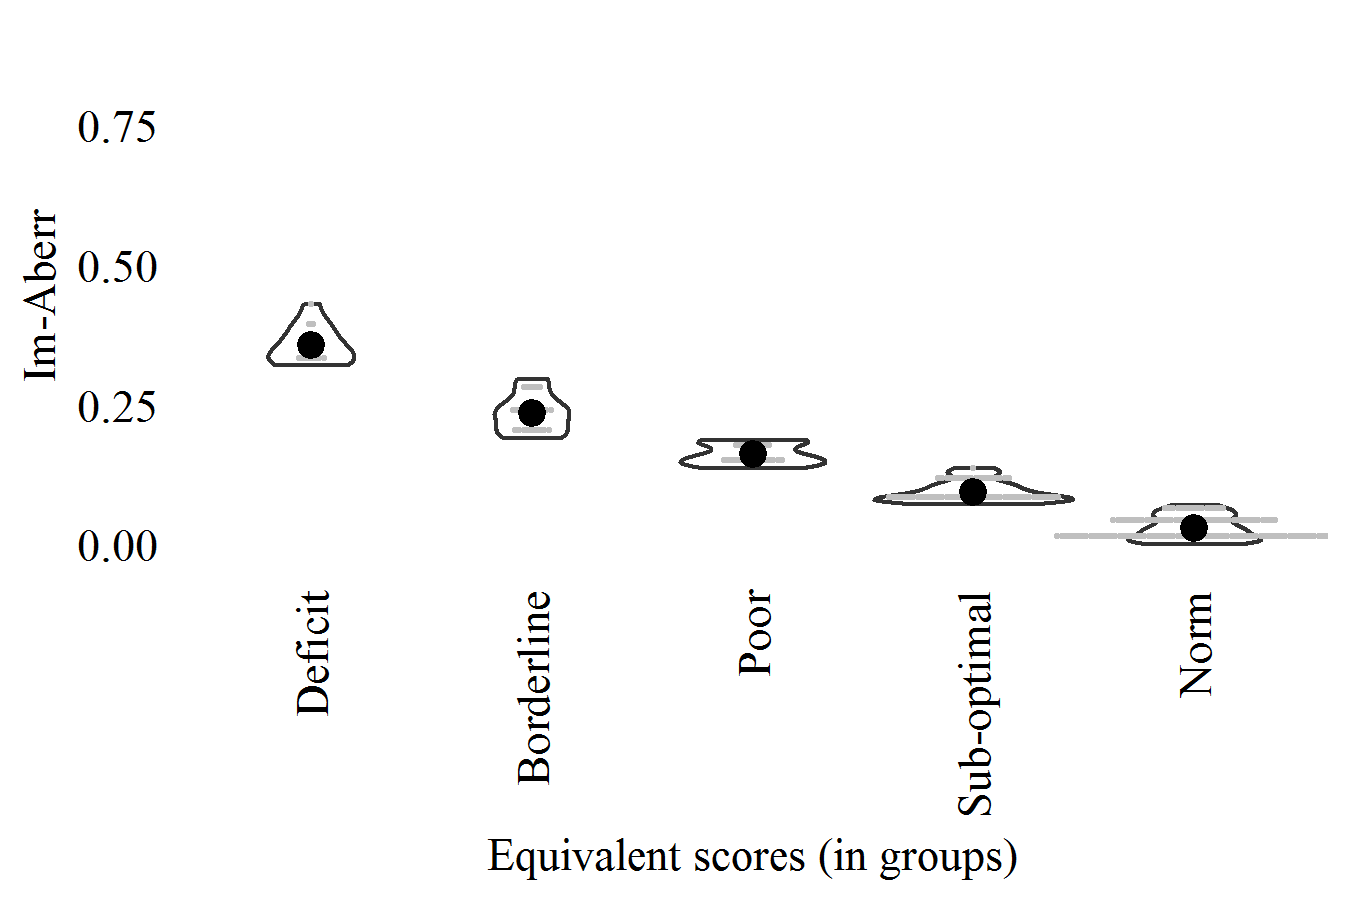 0.75
0.50
0.25
0.00
Im-Aberr
Deficit
Borderline
Poor
Sub-optimal
Norm
Equivalent scores (in groups)